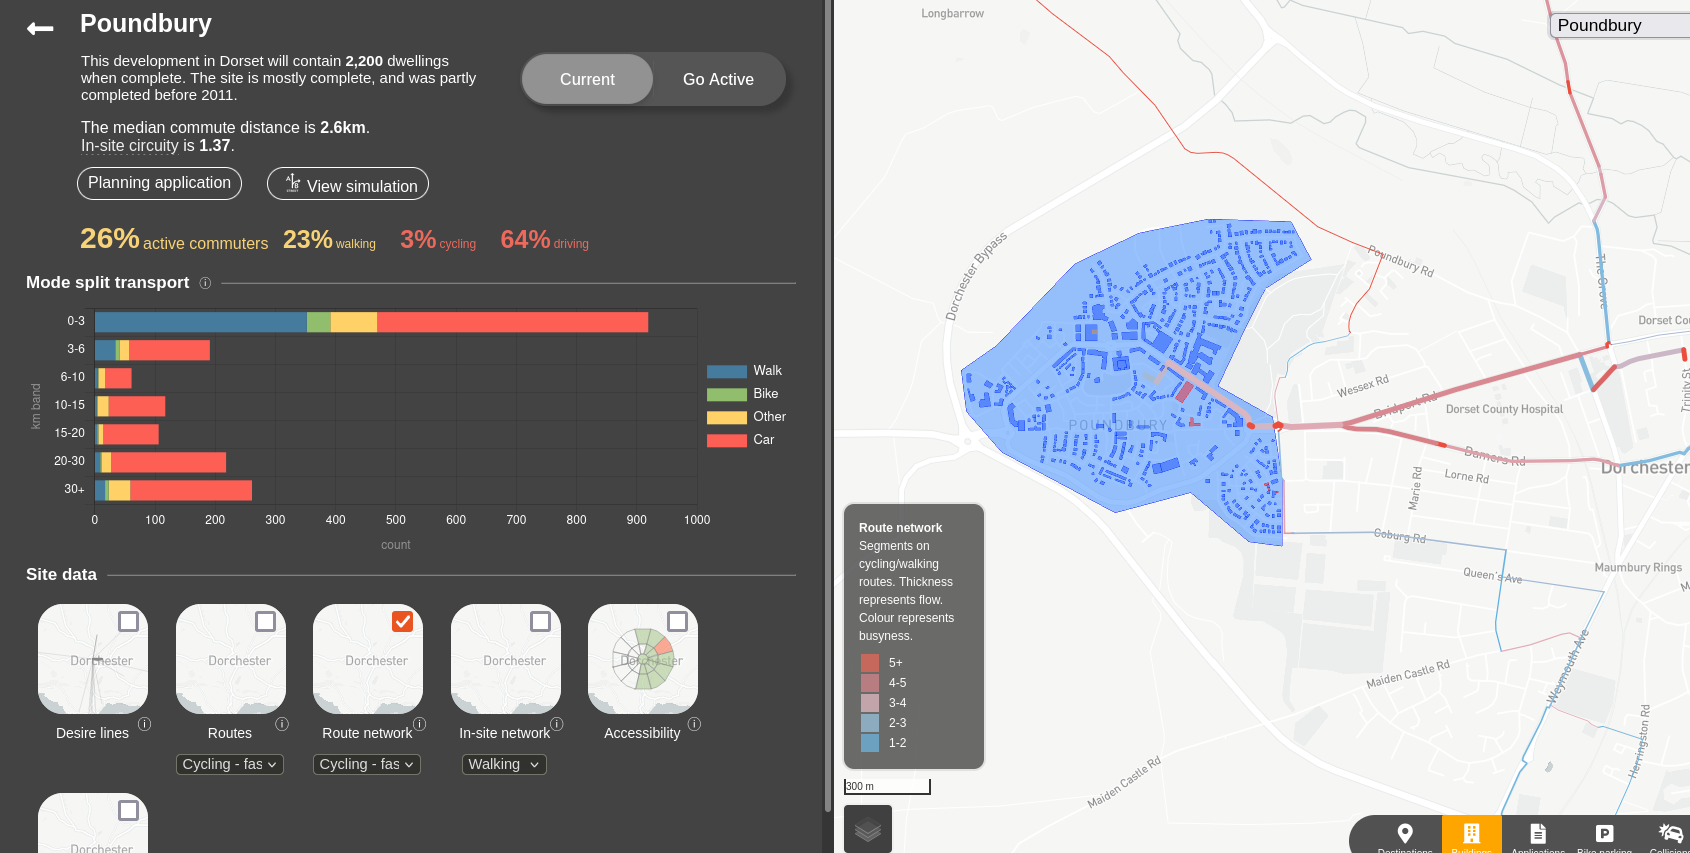 Poundbury
This development in Dorset will contain 2,200 dwellings
when complete. The site is mostly complete, and was partly
completed before 2011.
The median commute distance is 2.6km.
In-site circuity is 1.37.
Current
Go Active
Planning application
View simulation
26% active commuters 23% walking 3% cycling 64% driving
Mode split transport
0-3
3-6
6-10
10-15
15-20
20-30
30+
km band
0 100 200 300 400 500 600 700 800 900 1000
count
Walk
Bike
Other
Car
Site data
Dorchester
Dorchester
Dorchester
Dorchester
Dorchester
Desire lines
Routes
Route network
In-site network
Accessibility
Cycling - fas
Cycling - fas
Walking
Dorchester
Longbarrow
Poundbury
Dorchester Bypass
Poundbury Rd
The Grove
Dorset Cou
Wessex Rd
Bridport Rd
Dorset County Hospital
Trinity St
POUNDBURY
Damers Rd
Dorchester
Lorne Rd
Marie Rd
Coburg Rd
Queen's Ave
Maumbury Rings
Weymouth Ave
Maiden Castle Rd
Herringston Rd
Maiden Castle Rd
Route network
Segments on
cycling/walking
routes. Thickness
represents flow.
Colour represents
busyness.
5+
4-5
3-4
2-3
1-2
300 m
Destinations
Buildings
Applications
Bike parking
Collisions